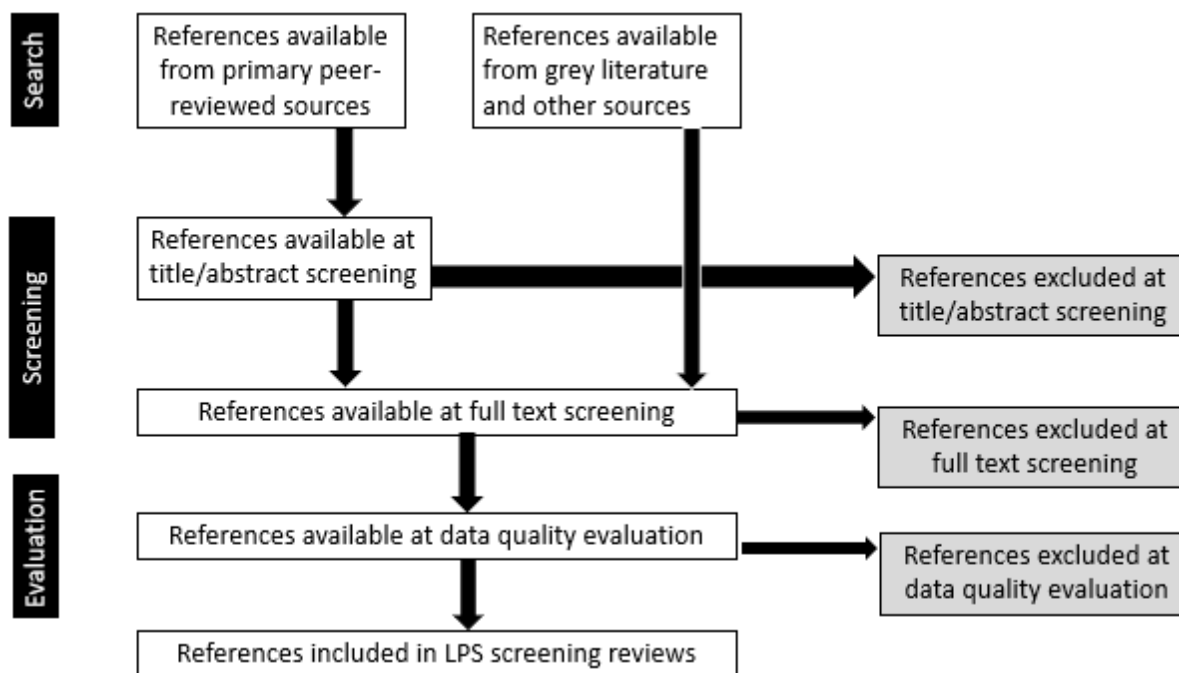 Search
References available
from primary peer-
reviewed sources
References available
from grey literature
and other sources
Screening
References available at
title/abstract screening
References excluded at
title/abstract screening
References available at full text screening
References excluded at
full text screening
Evaluation
References available at data quality evaluation
References excluded at
data quality evaluation
References included in LPS screening reviews